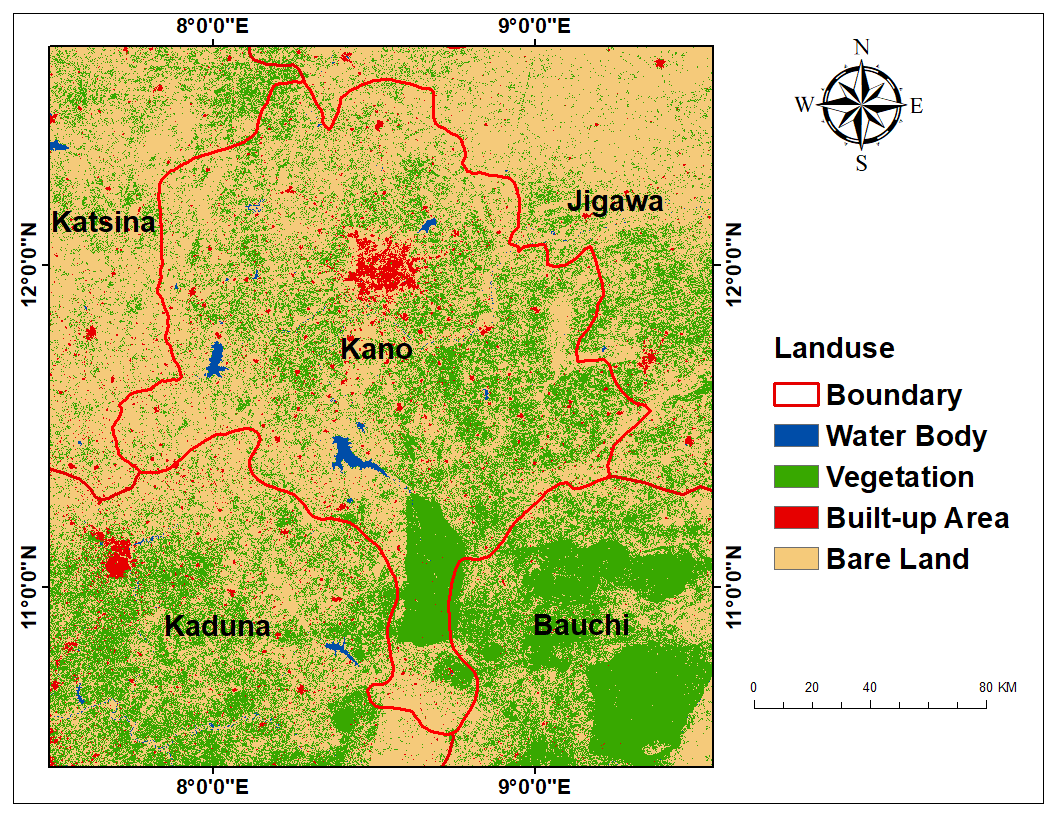 8°0'0"E
9°0'0"E
N
W
E
S
Katsina
Jigawa
12°0'0"N
12°0'0"N
Kano
Landuse
Boundary
Water Body
Vegetation
Built-up Area
Bare Land
11°0'0"N
11°0'0"N
Kaduna
Bauchi
0 20 40 80 KM
8°0'0"E
9°0'0"E